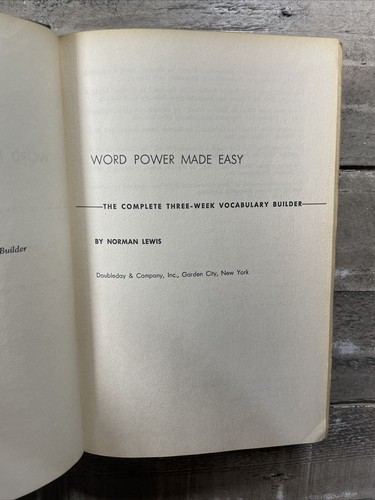 WORD POWER MADE EASY
THE COMPLETE THREE-WEEK VOCABULARY BUILDER
BY NORMAN LEWIS
Builder
Doubleday & Company, Inc., Garden City, New York